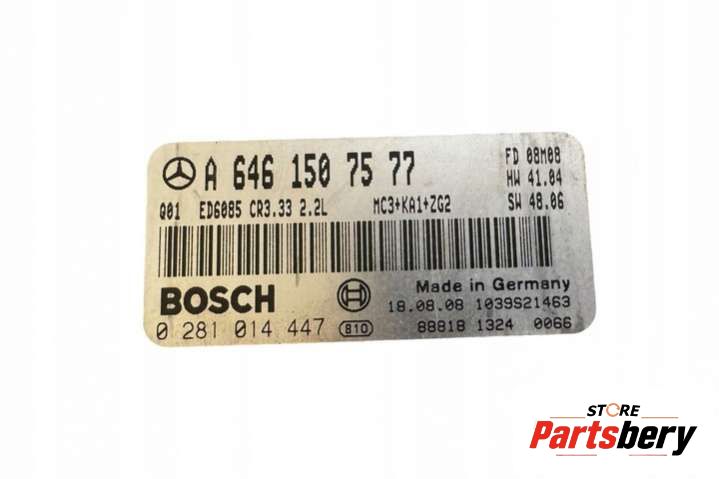 A 646 150 75 77
FD 08M08
HW 41.04
Q01 ED6085 CR3.33 2.2L MC3+KA1+ZG2 SW 48.06
BOSCH
Made in Germany
18.08.08 1039S21463
0 281 014 447 810 88818 1324 0066
STORE
Partsbery